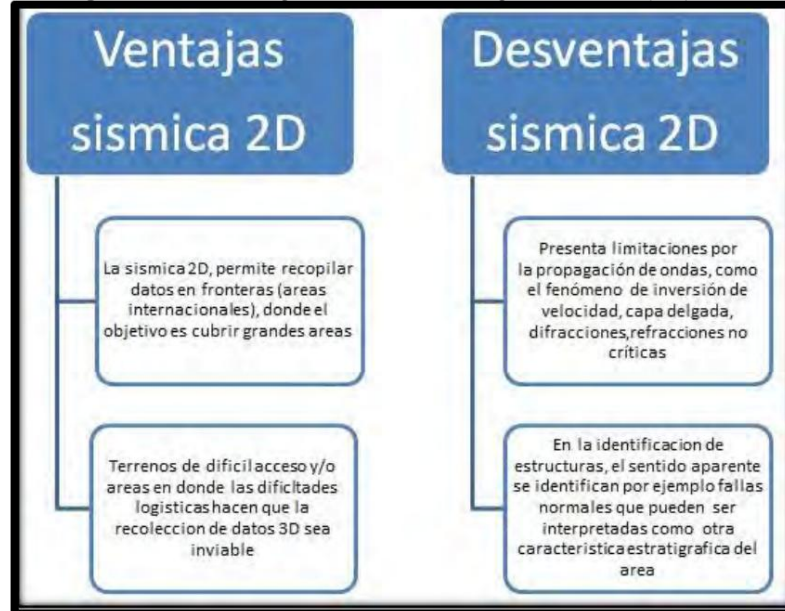 Ventajas
sismica 2D
La sismica 2D, permite recopilar
datos en fronteras (areas
internacionales), donde el
objetivo es cubrir grandes areas
Terrenos de dificil acceso y/o
areas en donde las dificltades
logisticas hacen que la
recoleccion de datos 3D sea
inviable
Desventajas
sismica 2D
Presenta limitaciones por
la propagación de ondas, como
el fenómeno de inversión de
velocidad, capa delgada,
difracciones,refracciones no
críticas
En la identificacion de
estructuras, el sentido aparente
se identifican por ejemplo fallas
normales que pueden ser
interpretadas como otra
caracteristica estratigrafica del
area